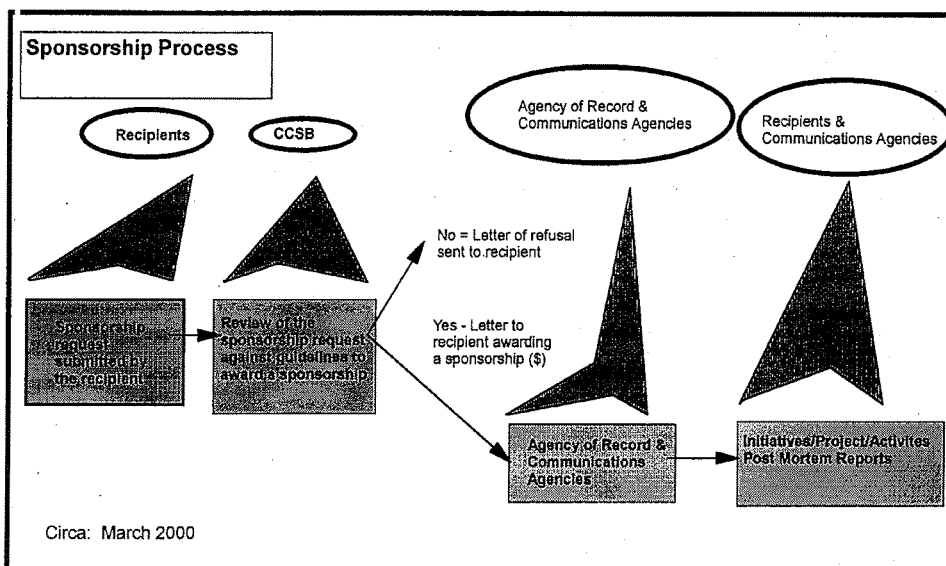 Sponsorship Process
Recipients
CCSB
Agency of Record &
Communications Agencies
Recipients &
Communications Agencies
No = Letter of refusal
sent to recipient
Yes - Letter to
recipient awarding
a sponsorship ($)
Sponsorship
request
submitted by
the recipient
Review of the
sponsorship request
against guidelines to
award a sponsorship
Agency of Record &
Communications
Agencies
Initiatives/Project/Activites
Post Mortem Reports
Circa: March 2000